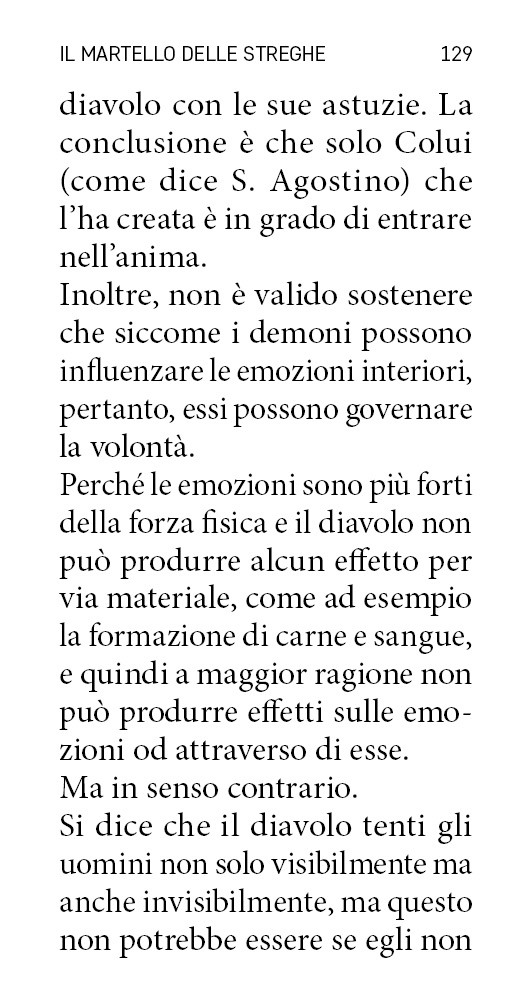 IL MARTELLO DELLE STREGHE 129
diavolo con le sue astuzie. La
conclusione è che solo Colui
(come dice S. Agostino) che
l’ha creata è in grado di entrare
nell’anima.
Inoltre, non è valido sostenere
che siccome i demoni possono
influenzare le emozioni interiori,
pertanto, essi possono governare
la volontà.
Perché le emozioni sono più forti
della forza fisica e il diavolo non
può produrre alcun effetto per
via materiale, come ad esempio
la formazione di carne e sangue,
e quindi a maggior ragione non
può produrre effetti sulle emo-
zioni od attraverso di esse.
Ma in senso contrario.
Si dice che il diavolo tenti gli
uomini non solo visibilmente ma
anche invisibilmente, ma questo
non potrebbe essere se egli non